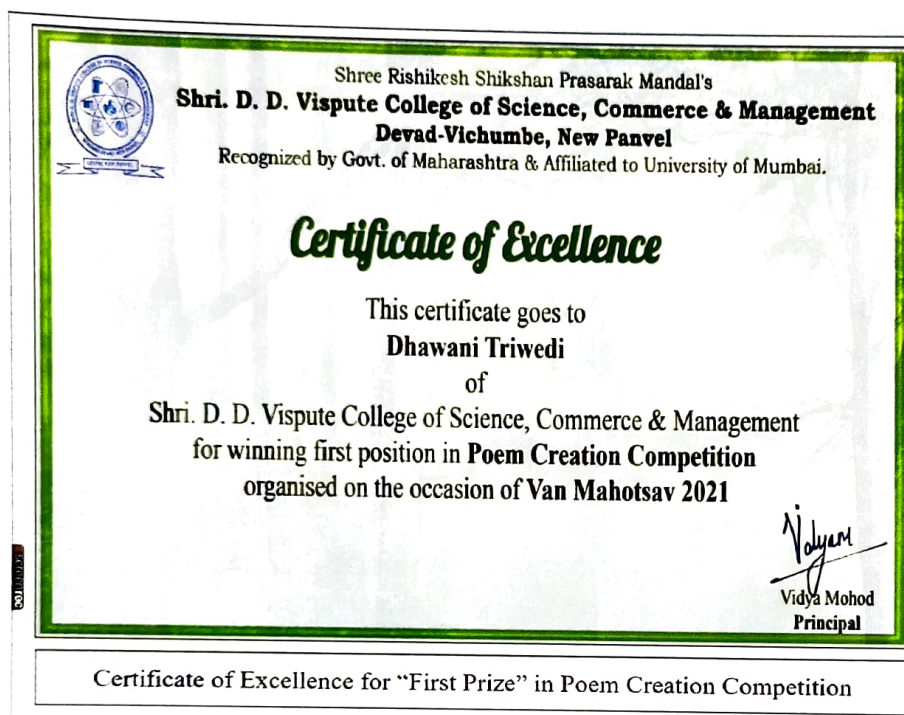 Shree Rishikesh Shikshan Prasarak Mandal's
Shri. D. D. Vispute College of Science, Commerce & Management
Devad-Vichumbe, New Panvel
Recognized by Govt. of Maharashtra & Affiliated to University of Mumbai.
Certificate of Excellence
This certificate goes to
Dhawani Triwedi
of
Shri. D. D. Vispute College of Science, Commerce & Management
for winning first position in Poem Creation Competition
organised on the occasion of Van Mahotsav 2021
Vidya Mohod
Principal
Certificate of Excellence for “First Prize” in Poem Creation Competition